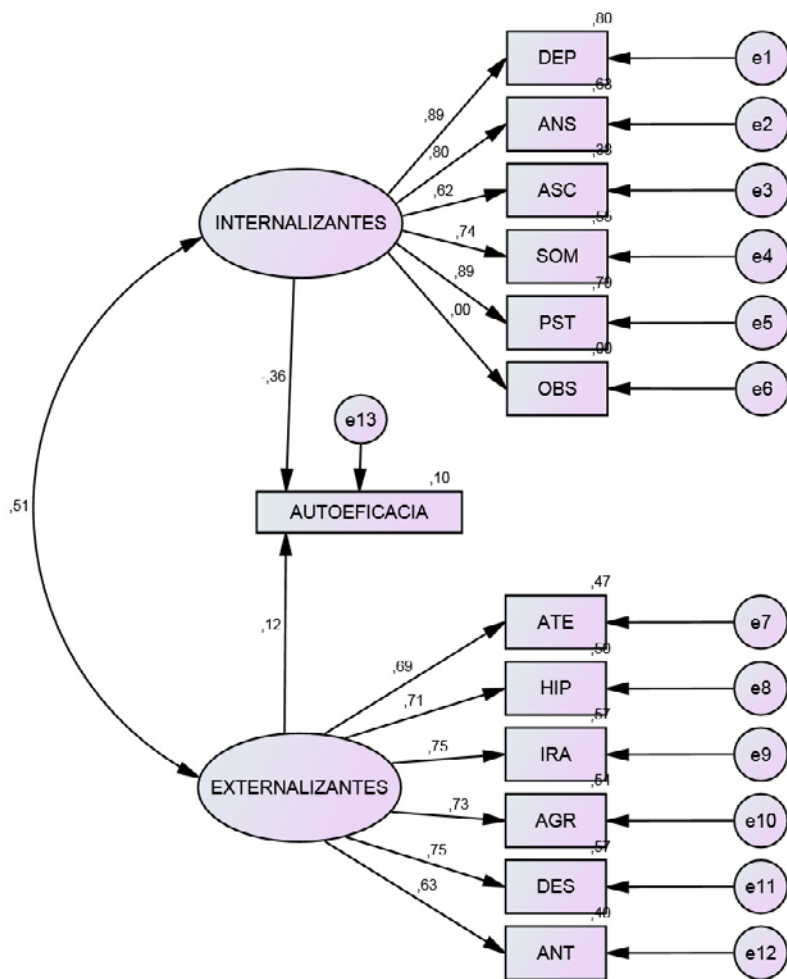 ,80
DEP
e1
,89
,63
ANS
e2
,80
,38
ASC
e3
,62
INTERNALIZANTES
,55
SOM
e4
,74
,79
PST
e5
,89
,00
OBS
e6
,00
-,36
e13
,10
AUTOEFICACIA
,51
,12
,47
ATE
e7
,69
,50
HIP
e8
,71
,57
IRA
e9
,75
EXTERNALIZANTES
,54
AGR
e10
,73
,57
DES
e11
,75
,40
ANT
e12
,63